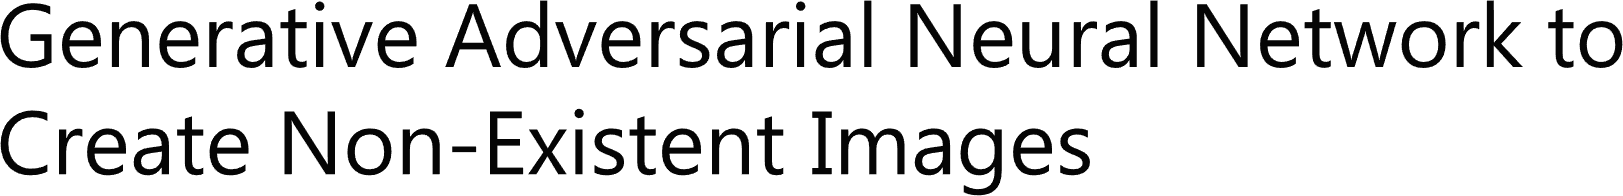 Generative Adversarial Neural Network to
Create Non-Existent Images